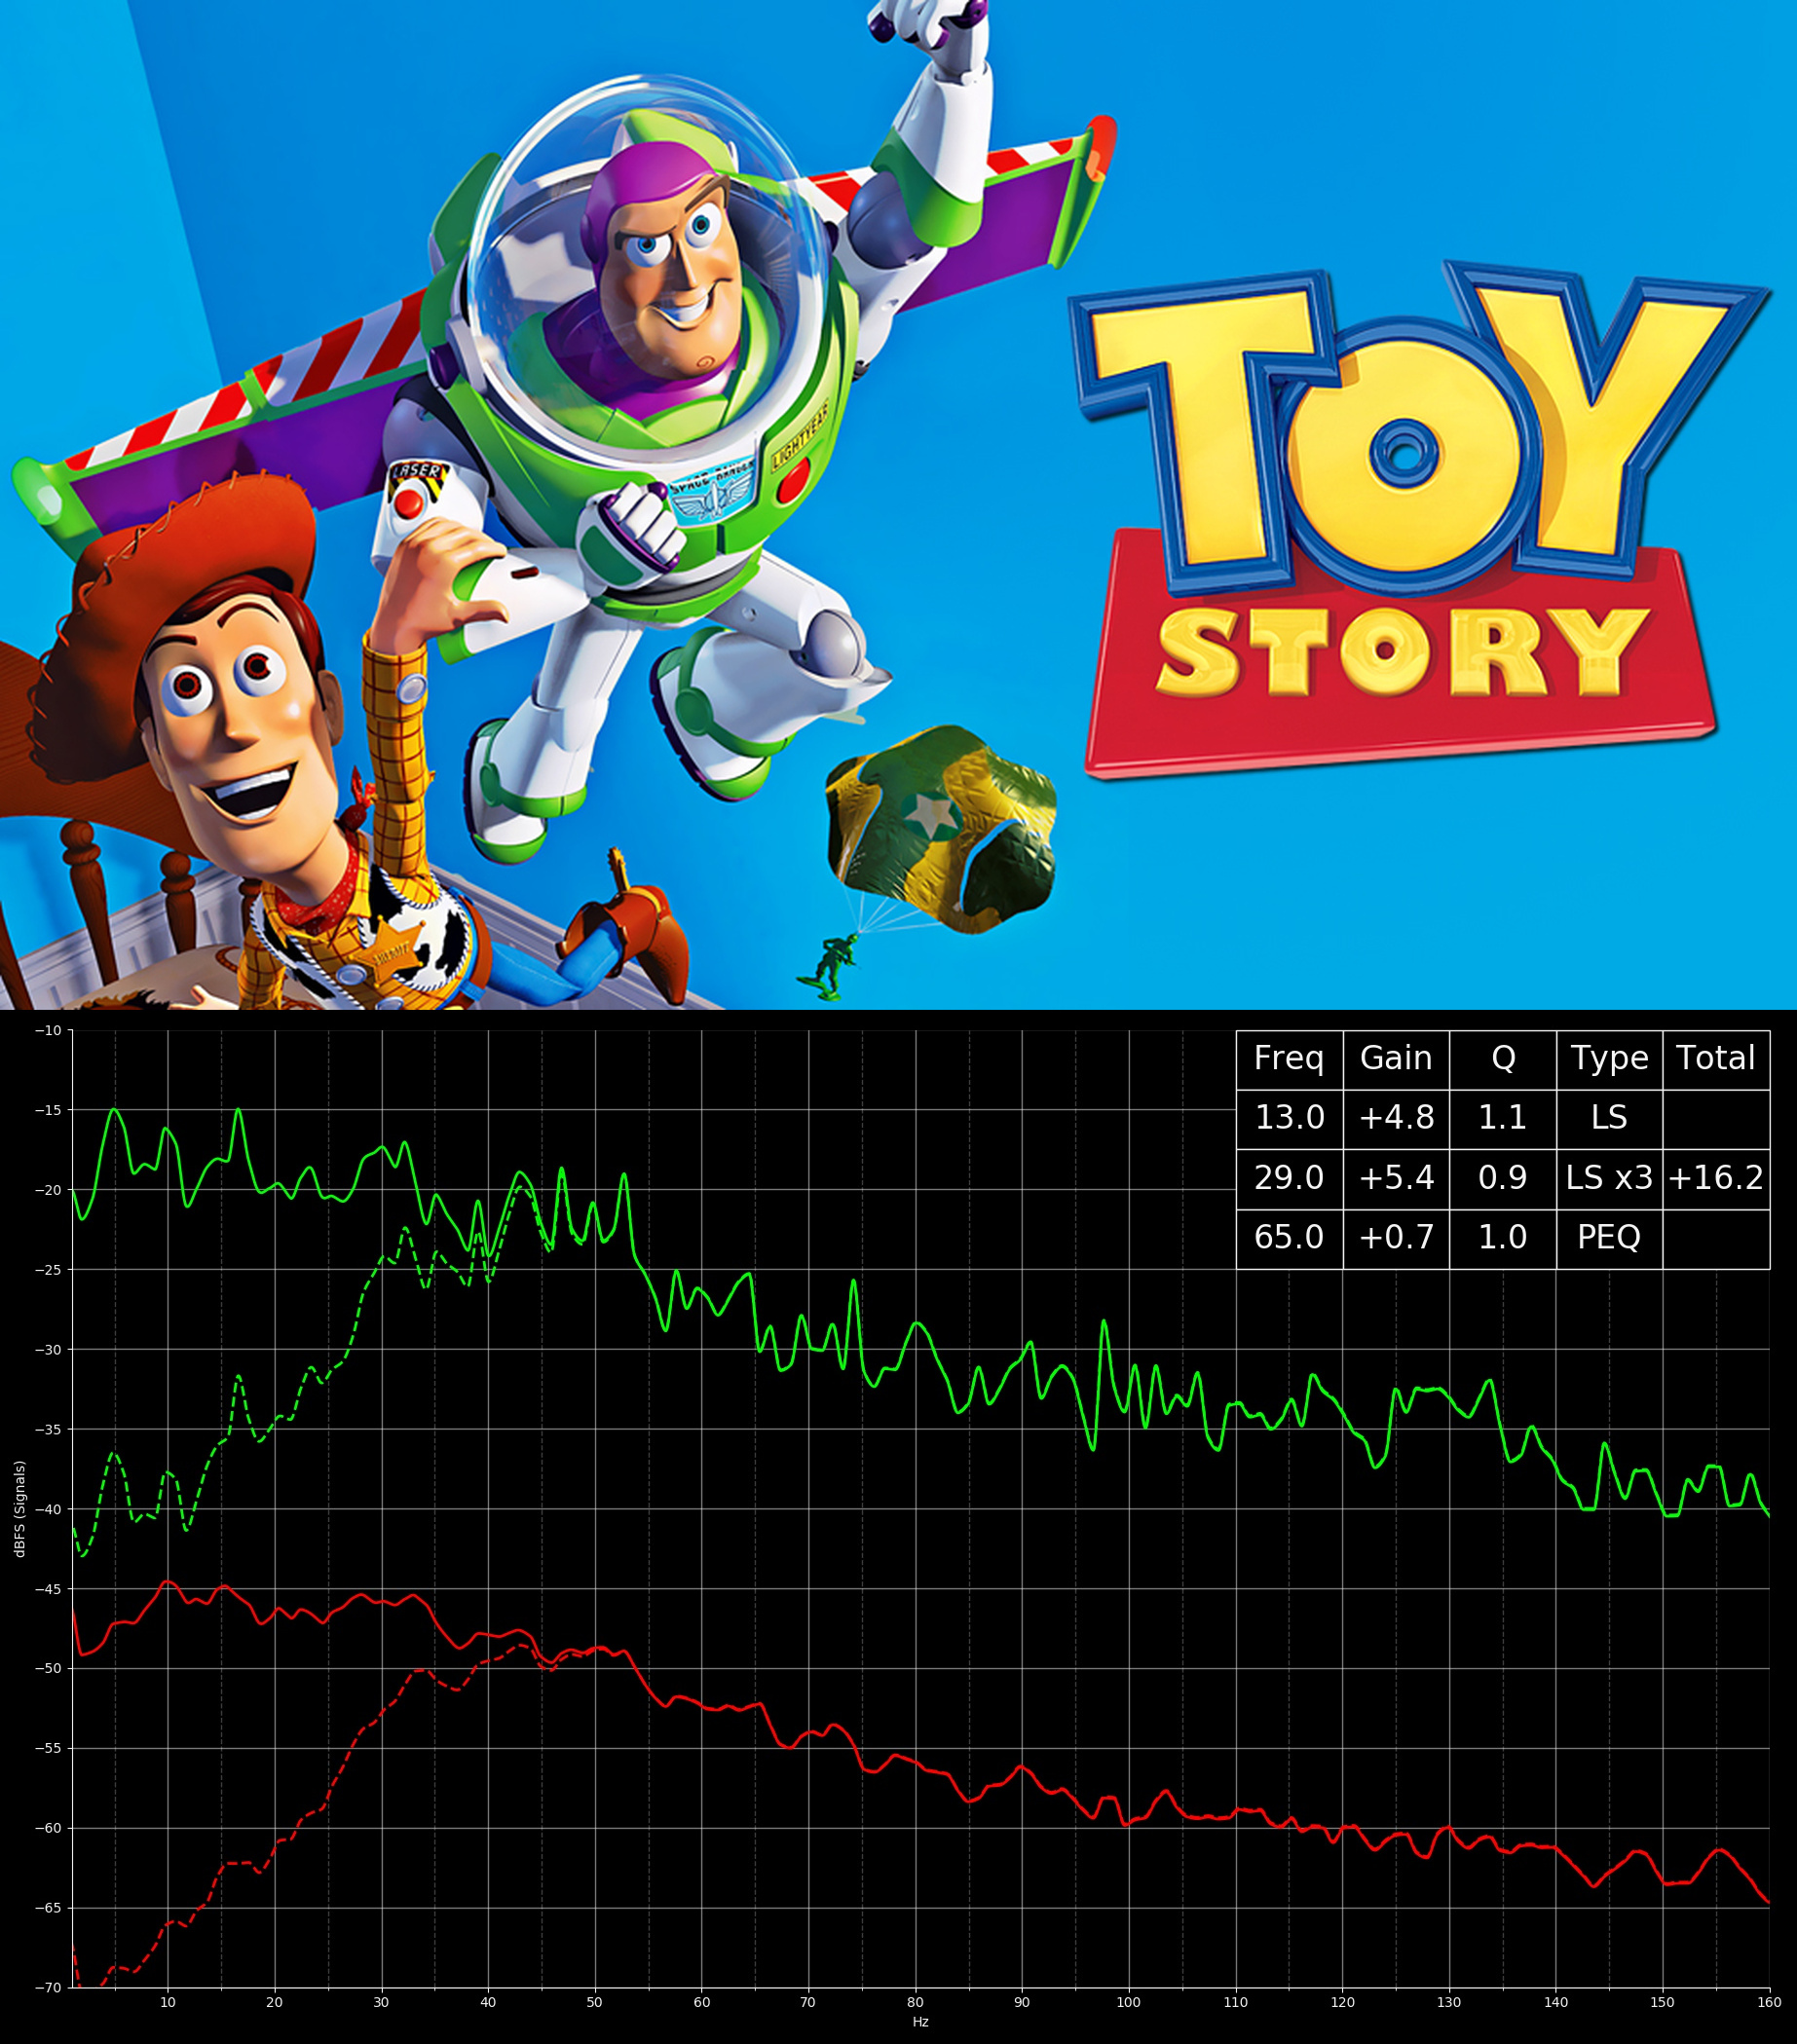 LASER
SPACE RANGER
LIGHTYEAR
TOY
STORY
Freq Gain Q Type Total
13.0 +4.8 1.1 LS
29.0 +5.4 0.9 LS x3 +16.2
65.0 +0.7 1.0 PEQ
−10
−15
−20
−25
−30
−35
−40
−45
−50
−55
−60
−65
−70
dBFS (Signals)
10 20 30 40 50 60 70 80 90 100 110 120 130 140 150 160
Hz